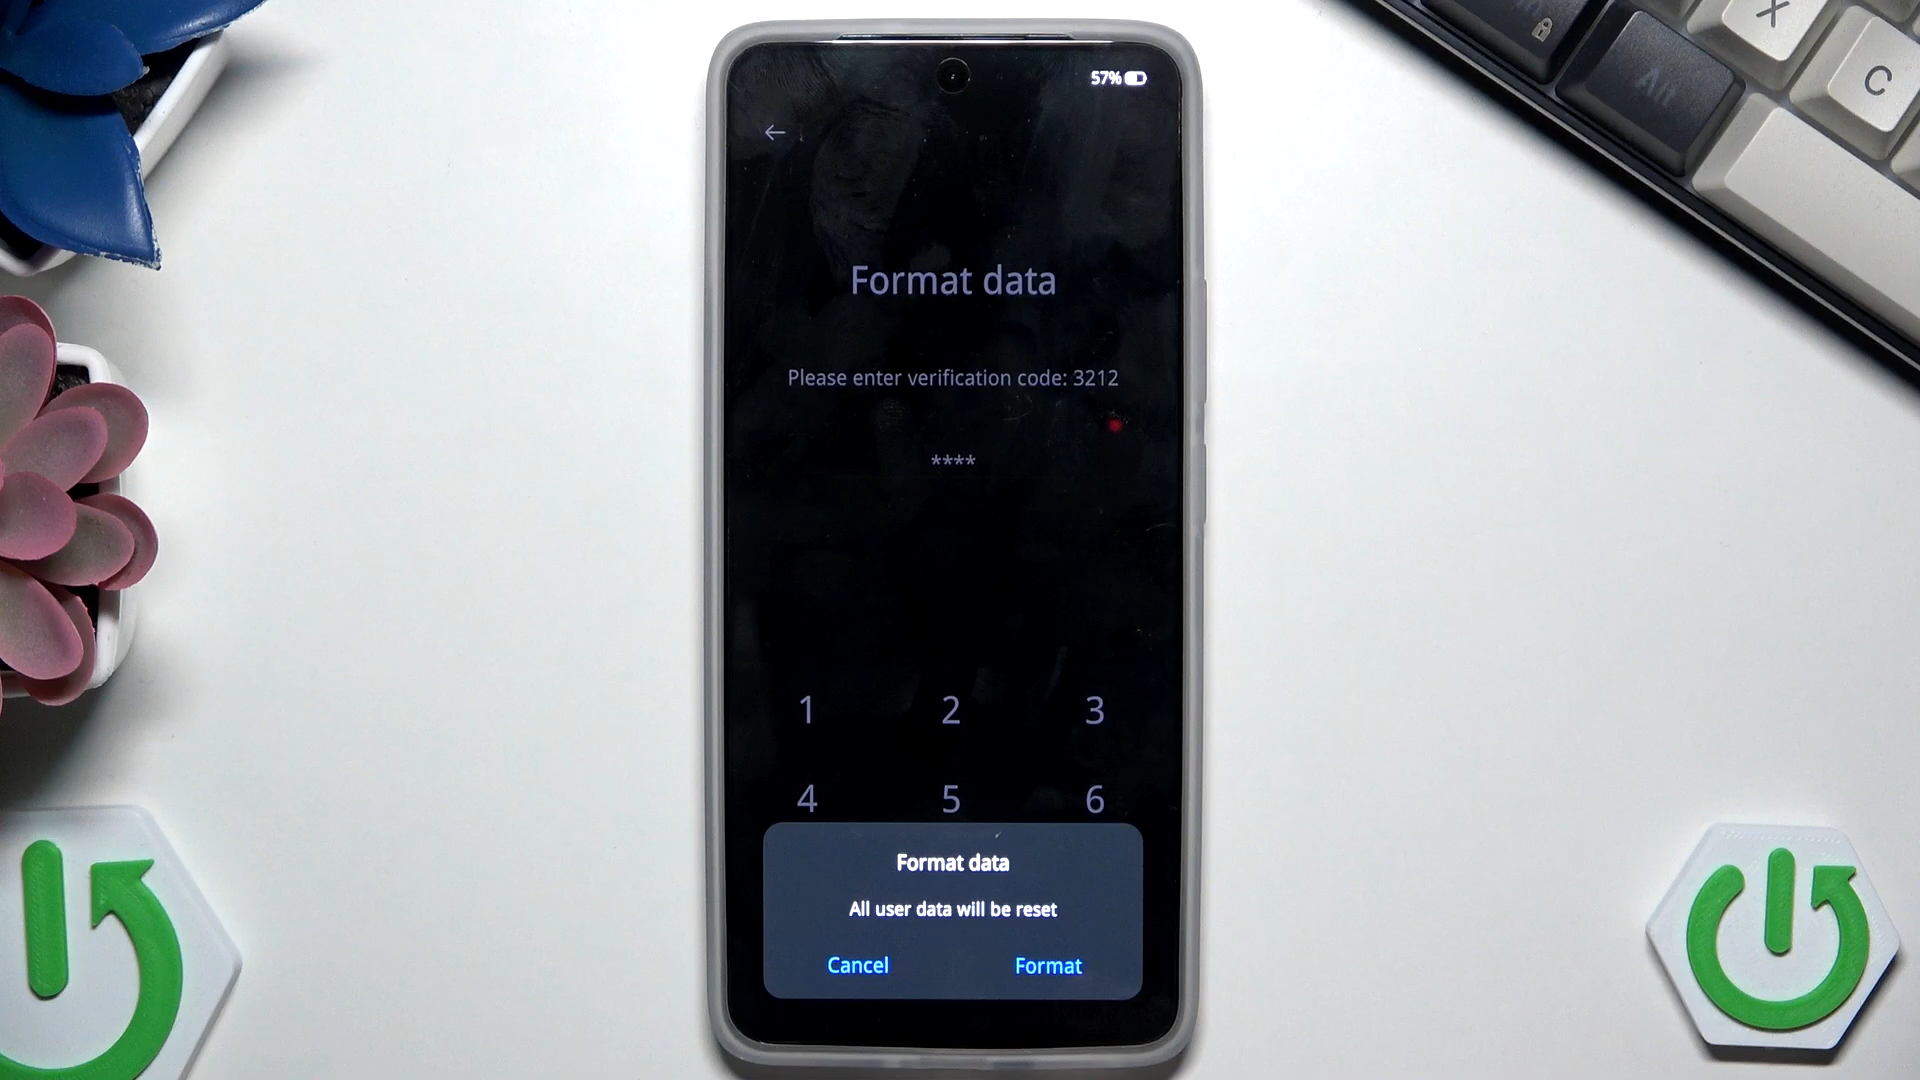 57%
Format data
Please enter verification code: 3212
****
1 2 3
4 5 6
Format data
All user data will be reset
Cancel Format
X
C
Alt